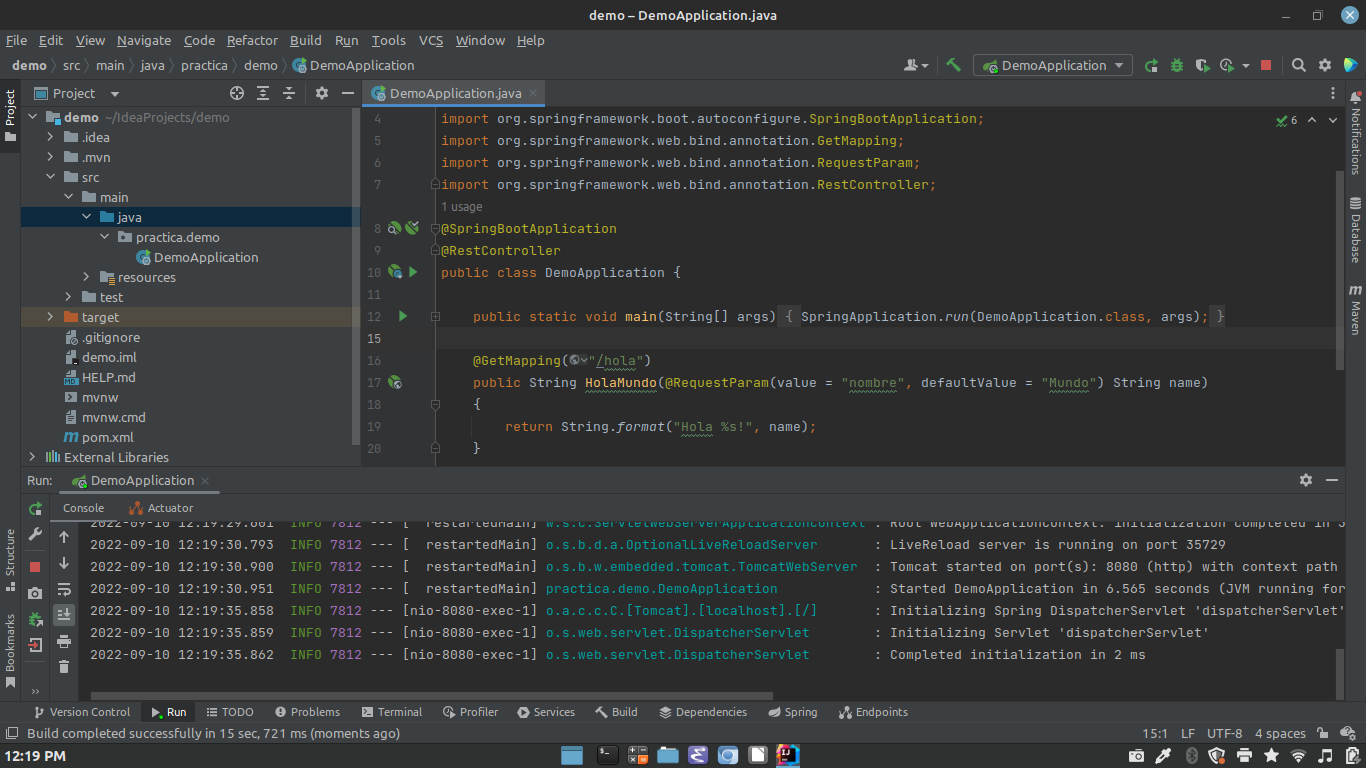 demo – DemoApplication.java
File Edit View Navigate Code Refactor Build Run Tools VCS Window Help
demo src main java practica demo DemoApplication
DemoApplication
Project
Project
DemoApplication.java
demo ~/IdeaProjects/demo
.idea
.mvn
src
main
java
practica.demo
DemoApplication
resources
test
target
.gitignore
demo.iml
HELP.md
mvnw
mvnw.cmd
pom.xml
External Libraries
4 import org.springframework.boot.autoconfigure.SpringBootApplication;
5 import org.springframework.web.bind.annotation.GetMapping;
6 import org.springframework.web.bind.annotation.RequestParam;
7 import org.springframework.web.bind.annotation.RestController;
1 usage
8 @SpringBootApplication
9 @RestController
10 public class DemoApplication {
11
12 public static void main(String[] args) { SpringApplication.run(DemoApplication.class, args); }
15
16 @GetMapping("/hola")
17 public String HolaMundo(@RequestParam(value = "nombre", defaultValue = "Mundo") String name)
18 {
19 return String.format("Hola %s!", name);
20 }
6
Notifications
Database
m Maven
Run: DemoApplication
Console Actuator
2022-09-10 12:19:29.601 INFO 7812 --- [ restartedMain] w.s.c.ServletWebServerApplicationContext : Root WebApplicationContext: initialization completed in
2022-09-10 12:19:30.793 INFO 7812 --- [ restartedMain] o.s.b.d.a.OptionalLiveReloadServer : LiveReload server is running on port 35729
2022-09-10 12:19:30.900 INFO 7812 --- [ restartedMain] o.s.b.w.embedded.tomcat.TomcatWebServer : Tomcat started on port(s): 8080 (http) with context path
2022-09-10 12:19:30.951 INFO 7812 --- [ restartedMain] practica.demo.DemoApplication : Started DemoApplication in 6.565 seconds (JVM running for
2022-09-10 12:19:35.858 INFO 7812 --- [nio-8080-exec-1] o.a.c.c.C.[Tomcat].[localhost].[/] : Initializing Spring DispatcherServlet 'dispatcherServlet'
2022-09-10 12:19:35.859 INFO 7812 --- [nio-8080-exec-1] o.s.web.servlet.DispatcherServlet : Initializing Servlet 'dispatcherServlet'
2022-09-10 12:19:35.862 INFO 7812 --- [nio-8080-exec-1] o.s.web.servlet.DispatcherServlet : Completed initialization in 2 ms
Structure
Bookmarks
Version Control Run TODO Problems Terminal Profiler Services Build Dependencies Spring Endpoints
Build completed successfully in 15 sec, 721 ms (moments ago) 15:1 LF UTF-8 4 spaces
12:19 PM